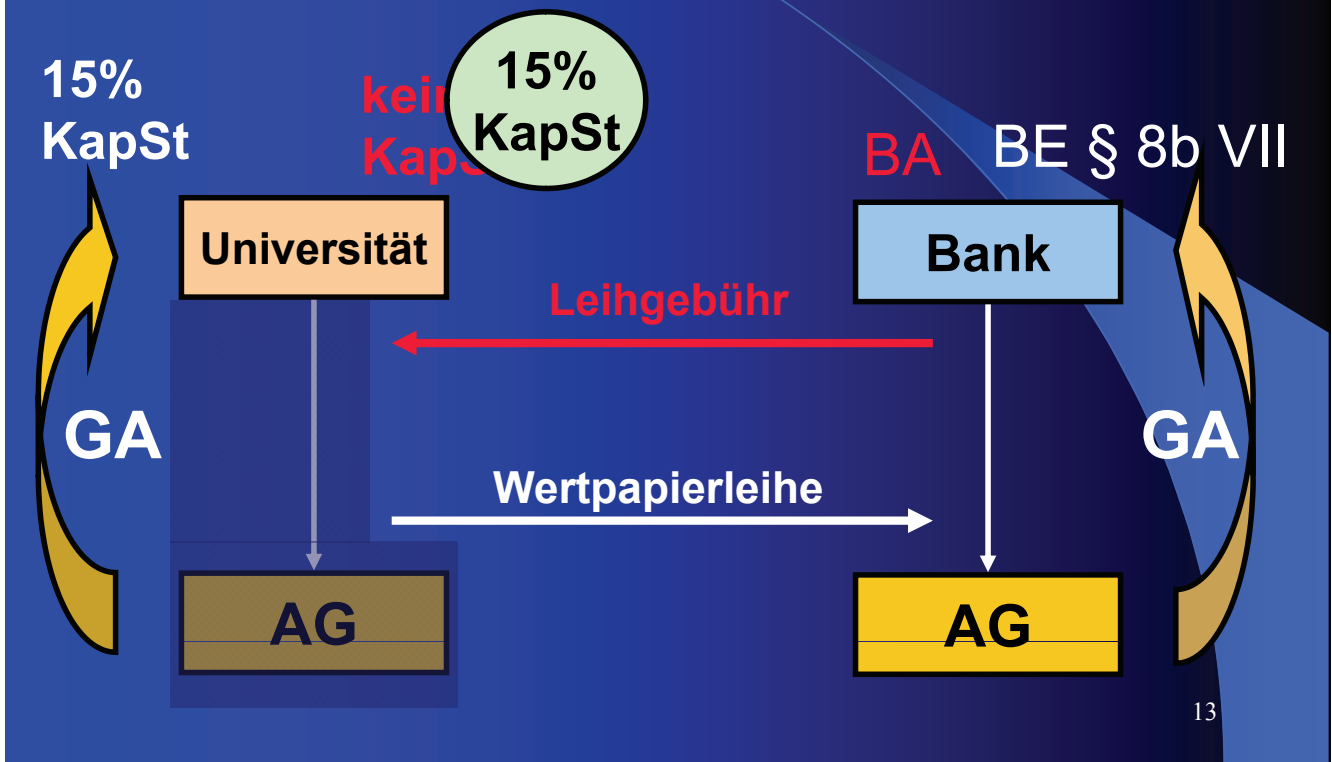 15%
KapSt
15%
KapSt
BA
BE § 8b VII
Universität
Bank
Leihgebühr
GA
GA
Wertpapierleihe
AG
AG
13